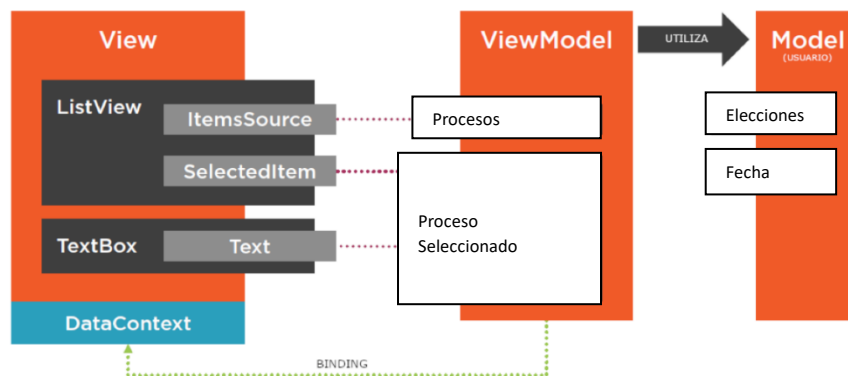 View
ListView
ItemsSource
SelectedItem
TextBox
Text
DataContext
ViewModel
Procesos
Proceso
Seleccionado
UTILIZA
Model
(USUARIO)
Elecciones
Fecha
BINDING